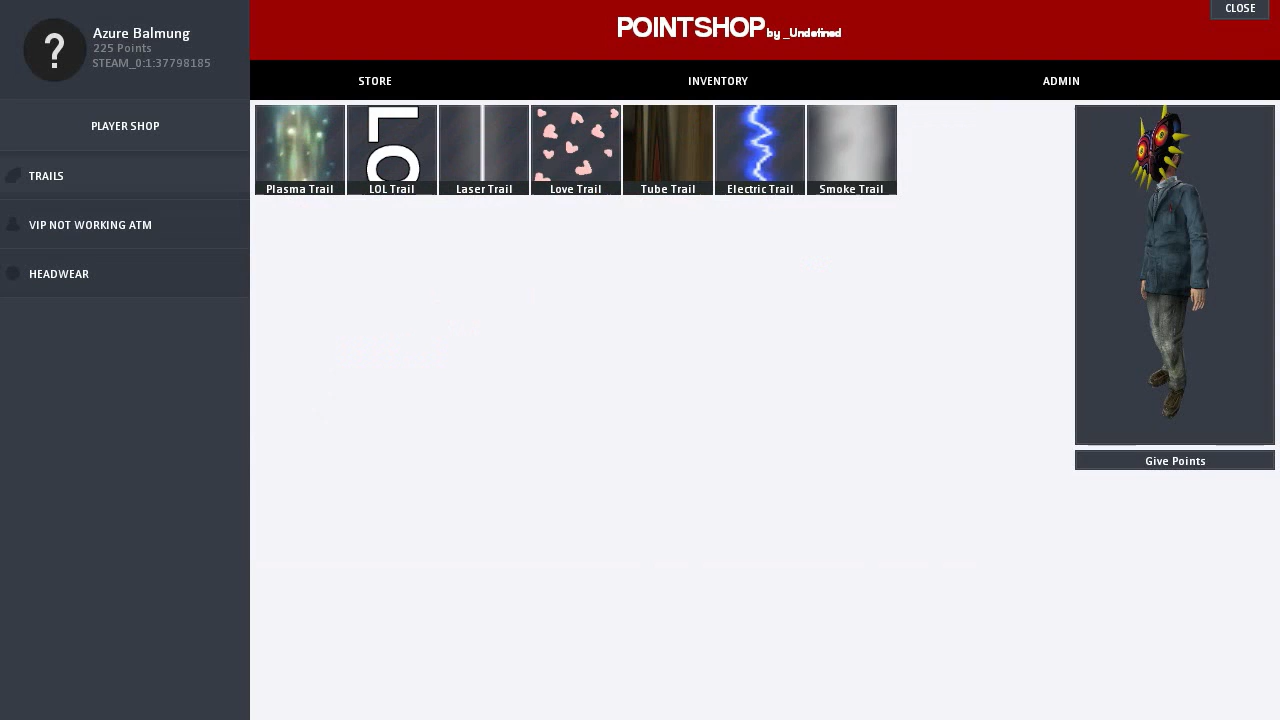 Azure Balmung
225 Points
STEAM_0:1:37798185
PLAYER SHOP
TRAILS
VIP NOT WORKING ATM
HEADWEAR
POINTSHOP by _Undefined
CLOSE
STORE
INVENTORY
ADMIN
LO
Plasma Trail
LOL Trail
Laser Trail
Love Trail
Tube Trail
Electric Trail
Smoke Trail
Give Points